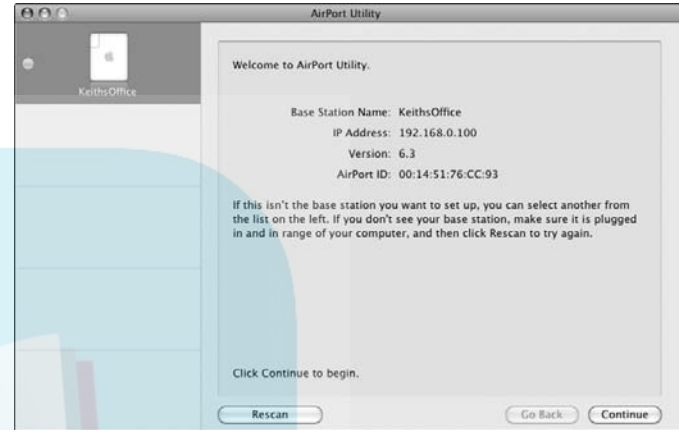 AirPort Utility
KeithsOffice
Welcome to AirPort Utility.
Base Station Name: KeithsOffice
IP Address: 192.168.0.100
Version: 6.3
AirPort ID: 00:14:51:76:CC:93
If this isn't the base station you want to set up, you can select another from
the list on the left. If you don't see your base station, make sure it is plugged
in and in range of your computer, and then click Rescan to try again.
Click Continue to begin.
Rescan
Go Back
Continue